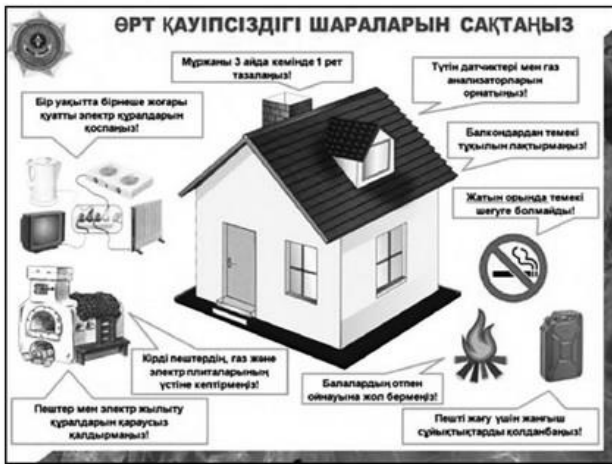 ӨРТ ҚАУІПСІЗДІГІ ШАРАЛАРЫН САҚТАҢЫЗ
Мұржаны 3 айда кемінде 1 рет
тазалаңыз!
Түтін датчиктері мен газ
анализаторларын
орнатыңыз!
Бір уақытта бірнеше жоғары
қуатты электр құралдарын
қоспаңыз!
Балкондардан темекі
тұқылын лақтырмаңыз!
Жатын орында темекі
шегуге болмайды!
Кірді пештердің, газ және
электр плиталарының
үстіне кептірмеңіз!
Балалардың отпен
ойнауына жол бермеңіз!
Пештер мен электр жылыту
құралдарын қараусыз
қалдырмаңыз!
Пешті жағу үшін жанғыш
сұйықтықтарды қолданбаңыз!